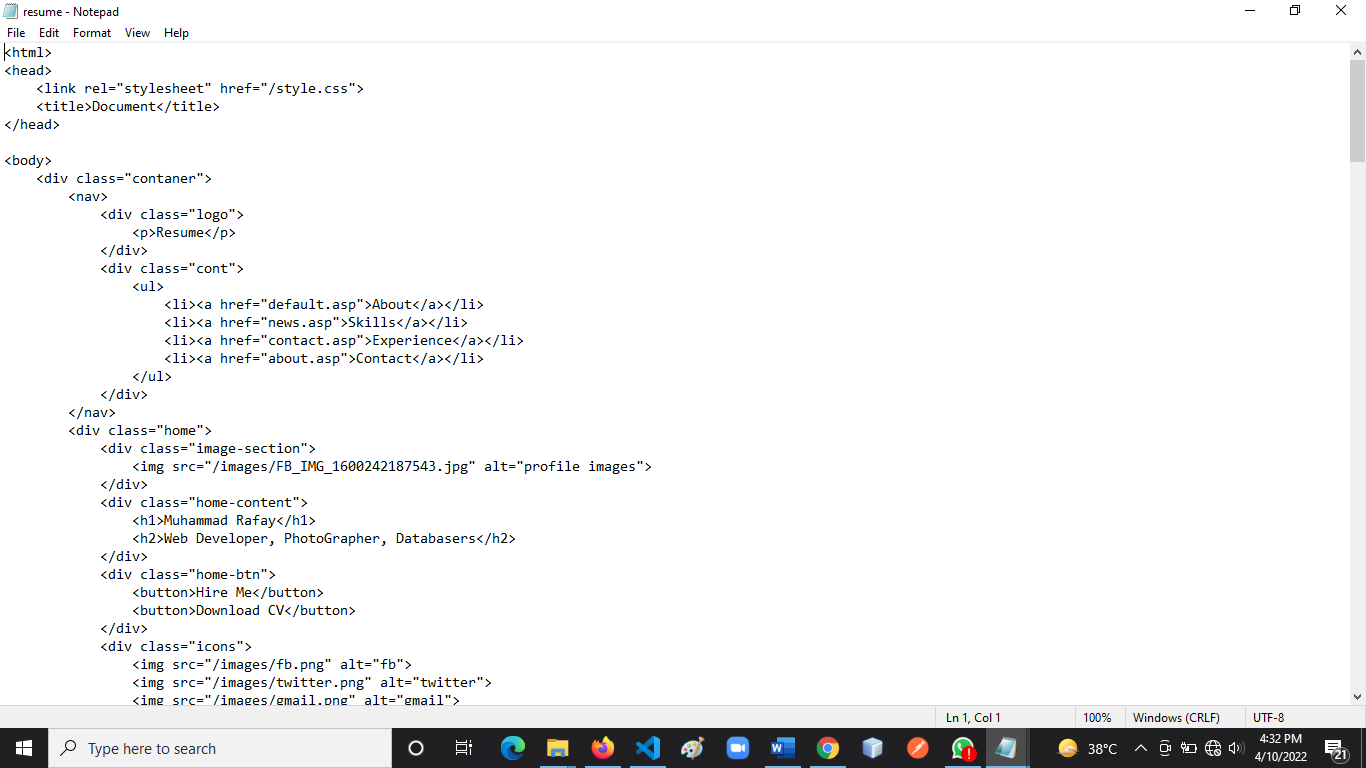 resume - Notepad
File Edit Format View Help
<html>
<head>
    <link rel="stylesheet" href="/style.css">
    <title>Document</title>
</head>

<body>
    <div class="contaner">
        <nav>
            <div class="logo">
                <p>Resume</p>
            </div>
            <div class="cont">
                <ul>
                    <li><a href="default.asp">About</a></li>
                    <li><a href="news.asp">Skills</a></li>
                    <li><a href="contact.asp">Experience</a></li>
                    <li><a href="about.asp">Contact</a></li>
                </ul>
            </div>
        </nav>
        <div class="home">
            <div class="image-section">
                <img src="/images/FB_IMG_1600242187543.jpg" alt="profile images">
            </div>
            <div class="home-content">
                <h1>Muhammad Rafay</h1>
                <h2>Web Developer, PhotoGrapher, Databasers</h2>
            </div>
            <div class="home-btn">
                <button>Hire Me</button>
                <button>Download CV</button>
            </div>
            <div class="icons">
                <img src="/images/fb.png" alt="fb">
                <img src="/images/twitter.png" alt="twitter">
                <img src="/images/gmail.png" alt="gmail">
Ln 1, Col 1 100% Windows (CRLF) UTF-8
Type here to search
38°C
4:32 PM
4/10/2022
21